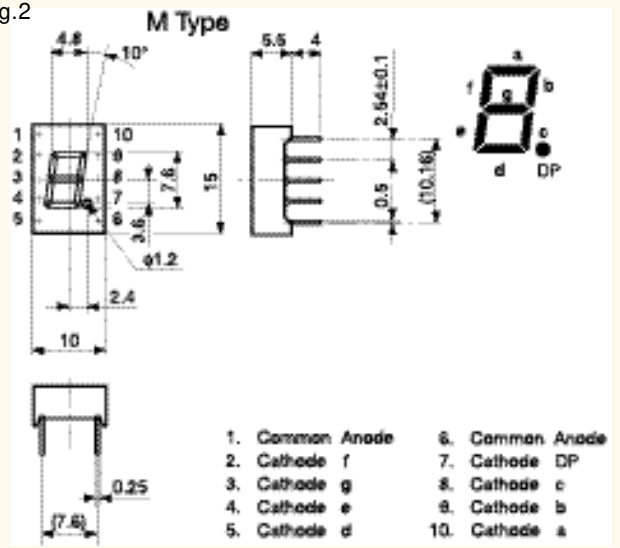 g.2
M Type
4.8
10°
5.5
4
2.54±0.1
a
f
b
g
e
c
d
DP
1
10
2
9
3
8
4
7
5
6
7.6
15
3.6
0.5
(10.16)
φ1.2
2.4
10
0.25
(7.6)
1. Common Anode
2. Cathode f
3. Cathode g
4. Cathode e
5. Cathode d
6. Common Anode
7. Cathode DP
8. Cathode c
9. Cathode b
10. Cathode a